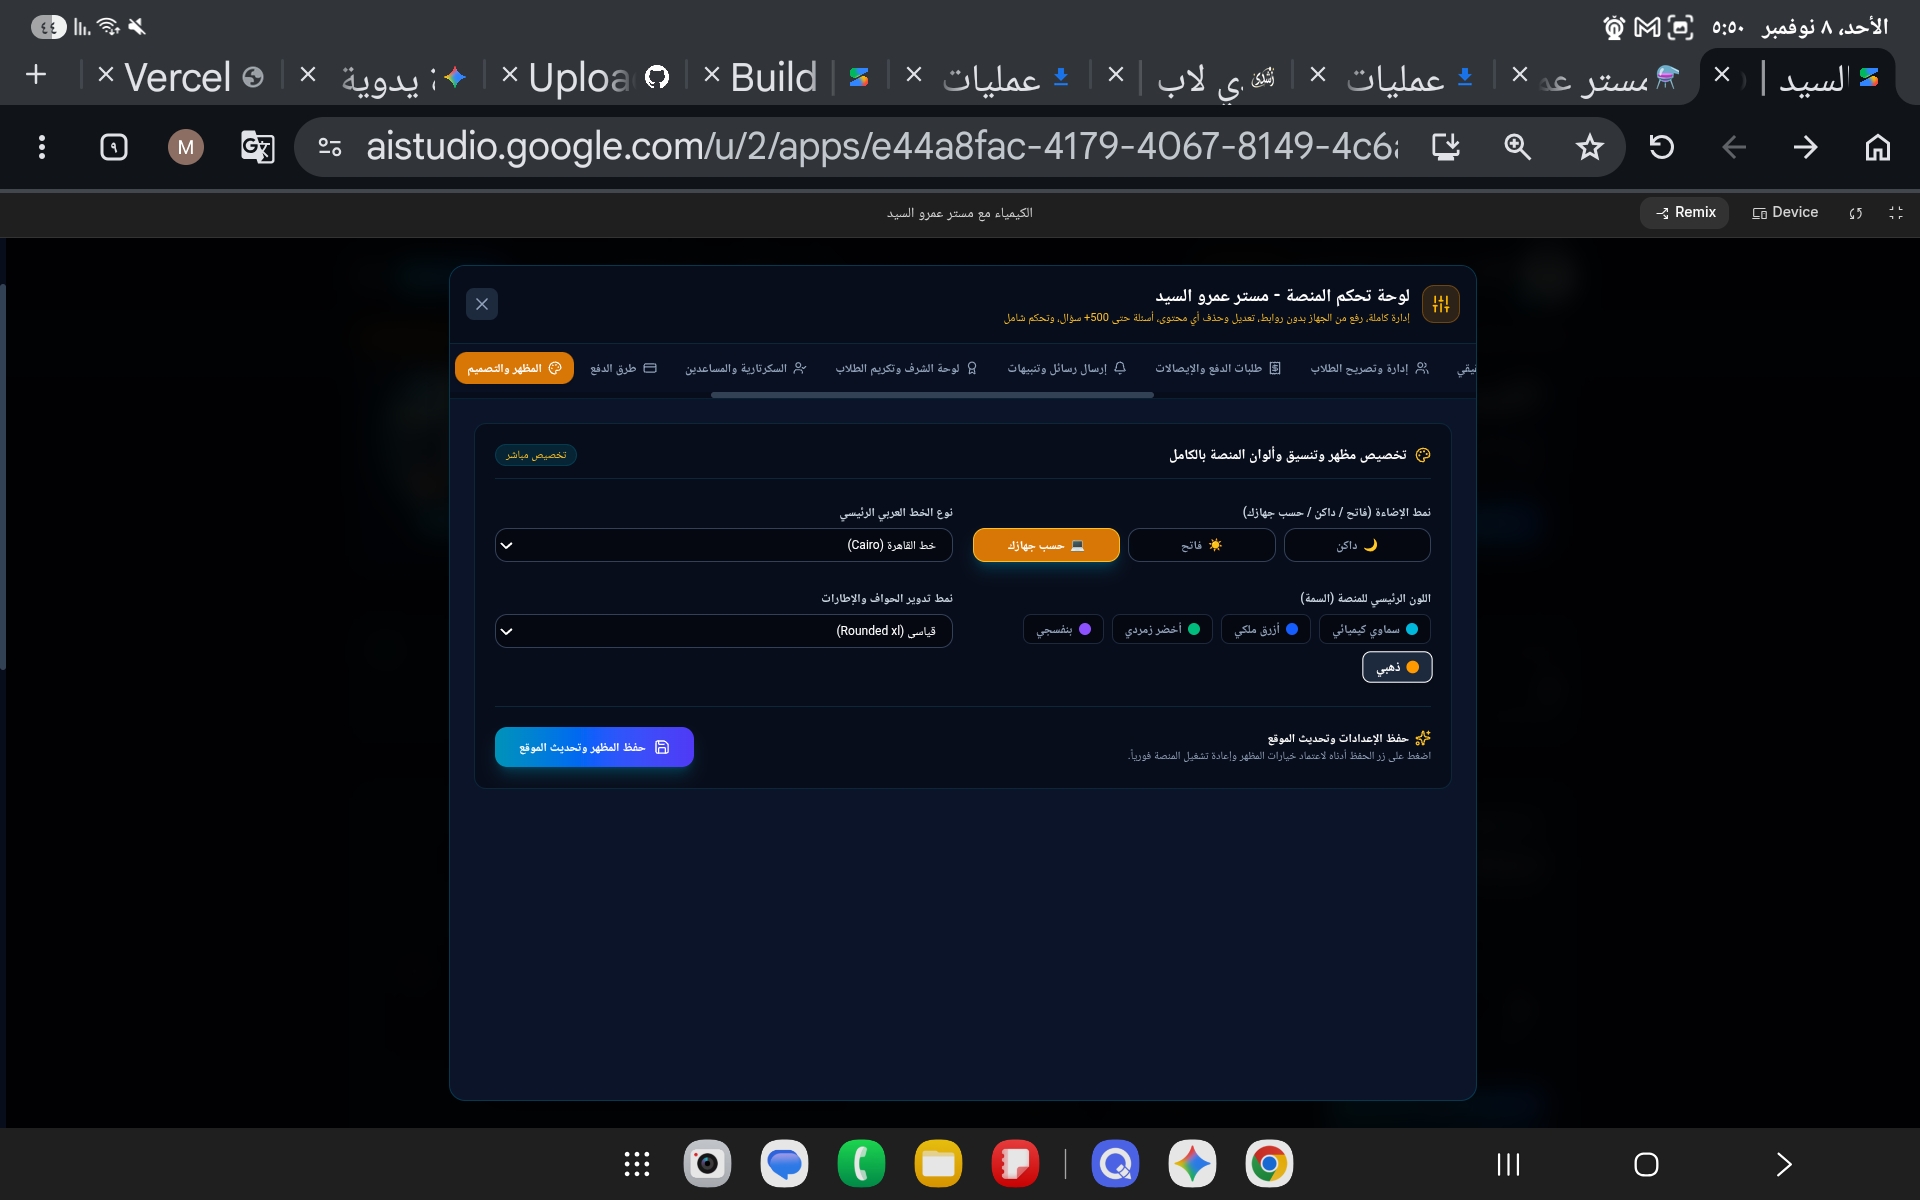 الأحد، ٨ نوفمبر ٥:٥٠
٤٤
السيد
مستر عم
عمليات
ي لاب
عمليات
Build
Uploa
يدوية
Vercel
aistudio.google.com/u/2/apps/e44a8fac-4179-4067-8149-4c6
M
٩
الكيمياء مع مستر عمرو السيد
Remix
Device
لوحة تحكم المنصة - مستر عمرو السيد
إدارة كاملة، رفع من الجهاز بدون روابط، تعديل وحذف أي محتوى، أسئلة حتى 500+ سؤال، وتحكم شامل
إدارة وتصريح الطلاب
طلبات الدفع والإيصالات
إرسال رسائل وتنبيهات
لوحة الشرف وتكريم الطلاب
السكرتارية والمساعدين
طرق الدفع
المظهر والتصميم
تخصيص مظهر وتنسيق وألوان المنصة بالكامل
تخصيص مباشر
نمط الإضاءة (فاتح / داكن / حسب جهازك)
داكن
فاتح
حسب جهازك
نوع الخط العربي الرئيسي
خط القاهرة (Cairo)
اللون الرئيسي للمنصة (السمة)
سماوي كيميائي
أزرق ملكي
أخضر زمردي
بنفسجي
ذهبي
نمط تدوير الحواف والإطارات
قياسي (Rounded xl)
حفظ الإعدادات وتحديث الموقع
اضغط على زر الحفظ أدناه لاعتماد خيارات المظهر وإعادة تشغيل المنصة فورياً.
حفظ المظهر وتحديث الموقع